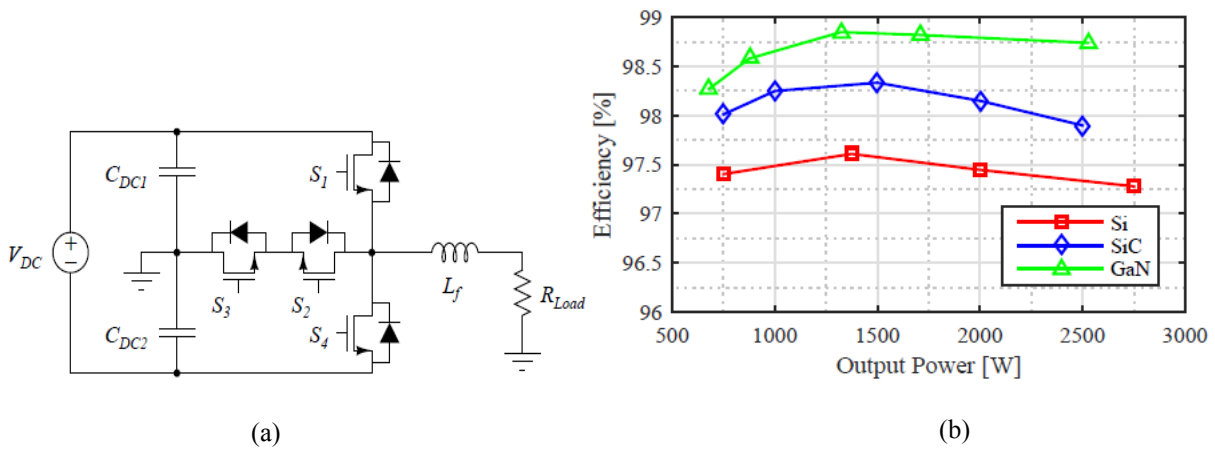 C_DC1
S_1
V_DC
+
−
S_3
S_2
L_f
R_Load
C_DC2
S_4
(a)
99
98.5
98
97.5
97
96.5
96
Efficiency [%]
Si
SiC
GaN
500 1000 1500 2000 2500 3000
Output Power [W]
(b)